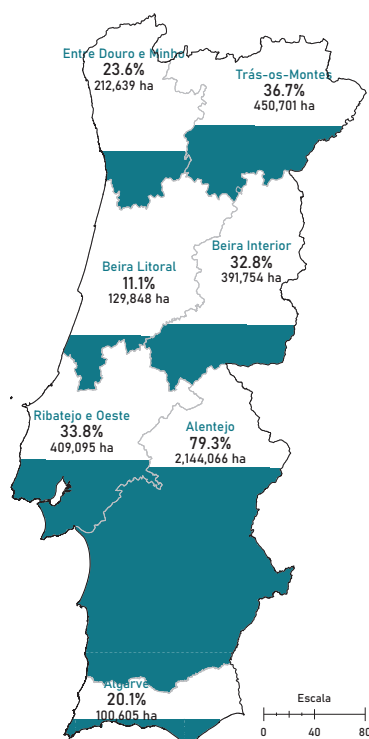 Entre Douro e Minho
23.6%
212,639 ha
Trás-os-Montes
36.7%
450,701 ha
Beira Interior
32.8%
391,754 ha
Beira Litoral
11.1%
129,848 ha
Ribatejo e Oeste
33.8%
409,095 ha
Alentejo
79.3%
2,144,066 ha
Algarve
20.1%
100,605 ha
Escala
0 40 80